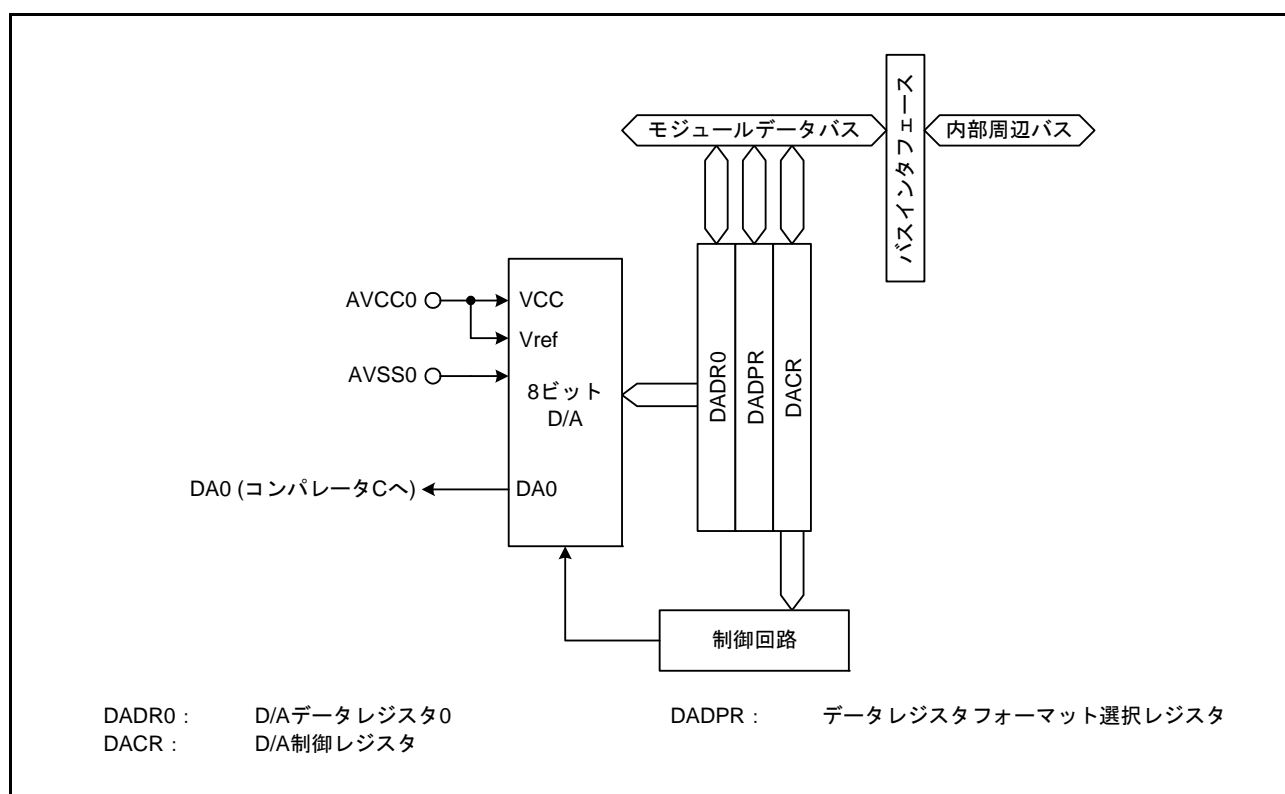 モジュールデータバス
バスインタフェース
内部周辺バス
AVCC0
VCC
Vref
AVSS0
8ビット
D/A
DADR0
DADPR
DACR
DA0 (コンパレータCへ)
DA0
制御回路
DADR0： D/Aデータレジスタ0
DADPR： データレジスタフォーマット選択レジスタ
DACR： D/A制御レジスタ